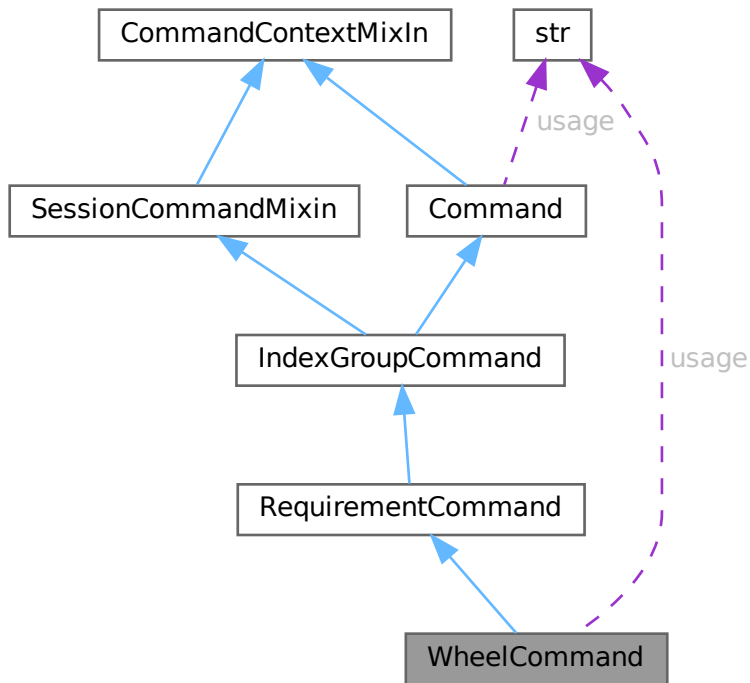 CommandContextMixIn
str
usage
SessionCommandMixin
Command
IndexGroupCommand
usage
RequirementCommand
WheelCommand